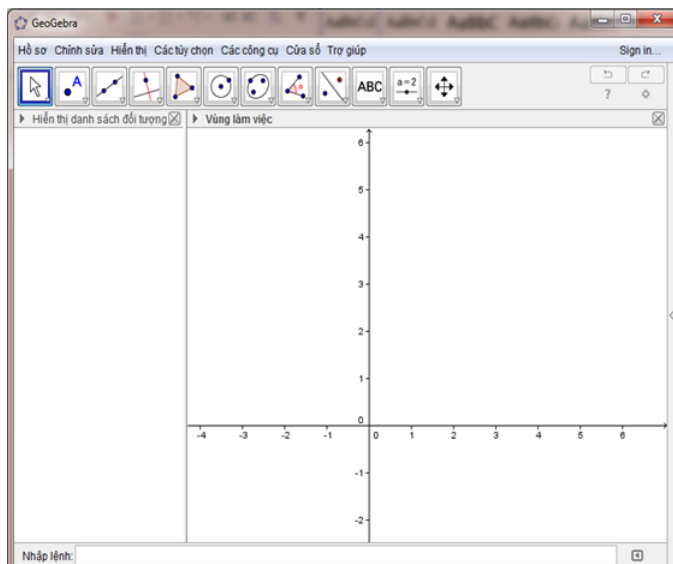 GeoGebra
Hồ sơ Chỉnh sửa Hiển thị Các tùy chọn Các công cụ Cửa sổ Trợ giúp Sign in...
A α ABC a=2
?
Hiển thị danh sách đối tượng Vùng làm việc
6
5
4
3
2
1
0
-4 -3 -2 -1 0 1 2 3 4 5 6
-1
-2
Nhập lệnh: